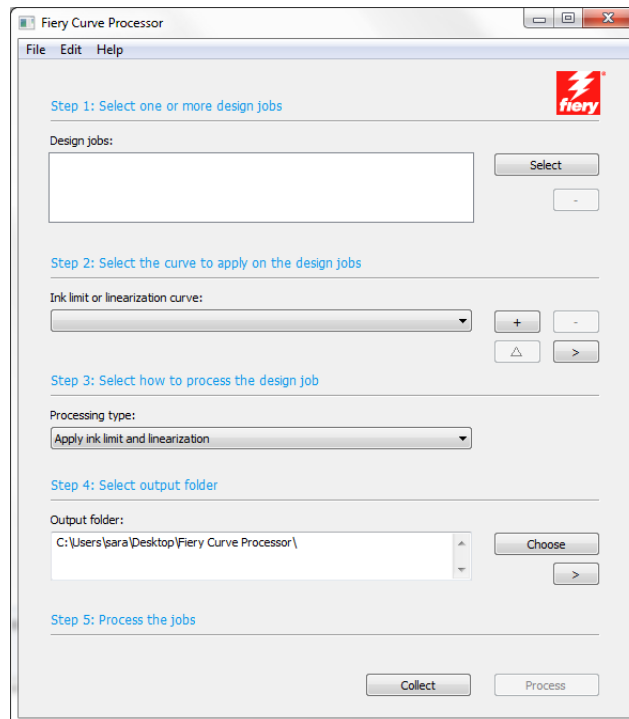 Fiery Curve Processor
File Edit Help
fiery
Step 1: Select one or more design jobs
Design jobs:
Select
-
Step 2: Select the curve to apply on the design jobs
Ink limit or linearization curve:
+ -
△ >
Step 3: Select how to process the design job
Processing type:
Apply ink limit and linearization
Step 4: Select output folder
Output folder:
C:\Users\sara\Desktop\Fiery Curve Processor\
Choose
>
Step 5: Process the jobs
Collect Process